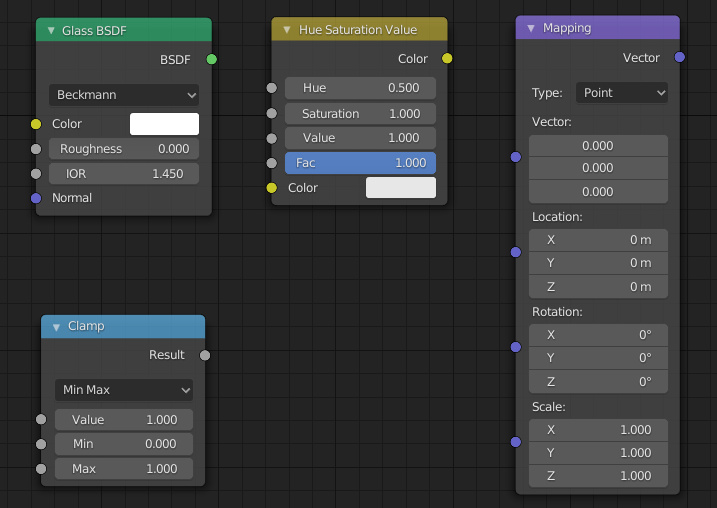 Glass BSDF
BSDF
Beckmann
Color
Roughness 0.000
IOR 1.450
Normal
Hue Saturation Value
Color
Hue 0.500
Saturation 1.000
Value 1.000
Fac 1.000
Color
Mapping
Vector
Type: Point
Vector:
0.000
0.000
0.000
Location:
X 0 m
Y 0 m
Z 0 m
Rotation:
X 0°
Y 0°
Z 0°
Scale:
X 1.000
Y 1.000
Z 1.000
Clamp
Result
Min Max
Value 1.000
Min 0.000
Max 1.000